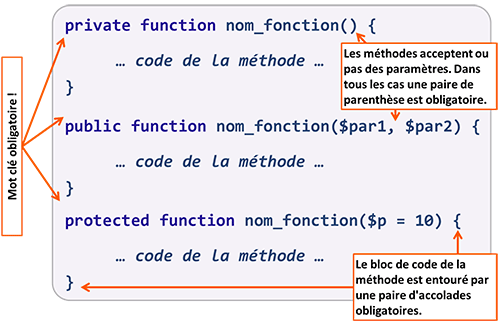 Mot clé obligatoire !
private function nom_fonction() {
… code de la méthode …
}
Les méthodes acceptent ou
pas des paramètres. Dans
tous les cas une paire de
parenthèse est obligatoire.
public function nom_fonction($par1, $par2) {
… code de la méthode …
}
protected function nom_fonction($p = 10) {
… code de la méthode …
}
Le bloc de code de la
méthode est entouré par
une paire d'accolades
obligatoires.